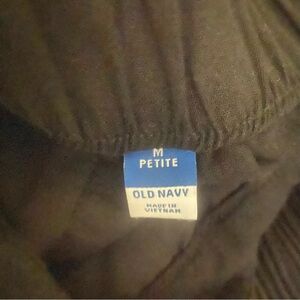 M
PETITE
OLD NAVY
MADE IN
VIETNAM